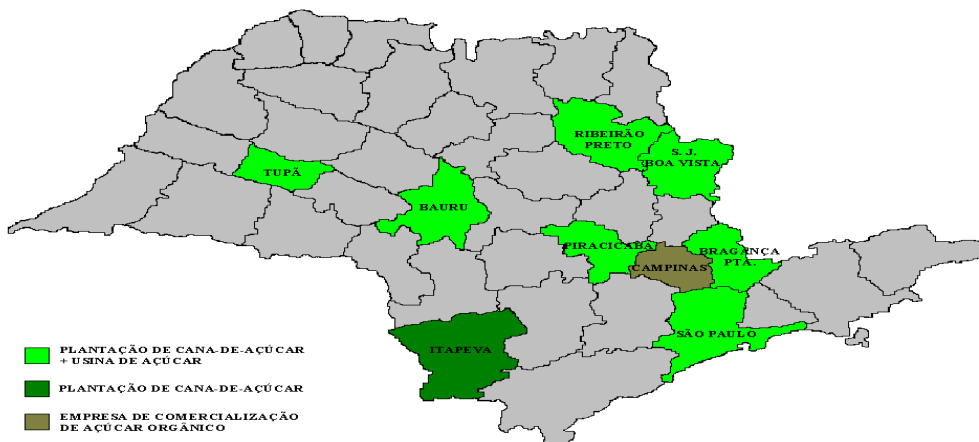 RIBEIRÃO
PRETO
S. J.
BOA VISTA
TUPÃ
BAURU
PIRACICABA
BRAGANÇA
PTA.
CAMPINAS
SÃO PAULO
ITAPEVA
PLANTAÇÃO DE CANA-DE-AÇÚCAR
+ USINA DE AÇÚCAR
PLANTAÇÃO DE CANA-DE-AÇÚCAR
EMPRESA DE COMERCIALIZAÇÃO
DE AÇÚCAR ORGÂNICO